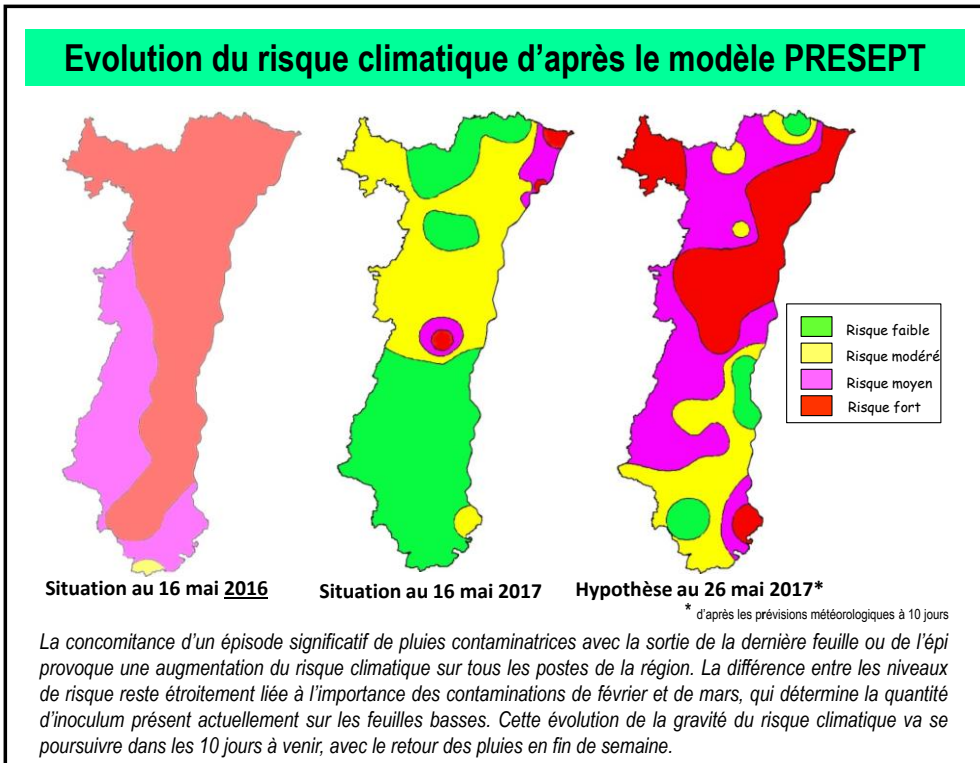 Evolution du risque climatique d'après le modèle PRESEPT
Risque faible
Risque modéré
Risque moyen
Risque fort
Situation au 16 mai 2016
Situation au 16 mai 2017
Hypothèse au 26 mai 2017*
* d'après les prévisions météorologiques à 10 jours
La concomitance d'un épisode significatif de pluies contaminatrices avec la sortie de la dernière feuille ou de l'épi
provoque une augmentation du risque climatique sur tous les postes de la région. La différence entre les niveaux
de risque reste étroitement liée à l'importance des contaminations de février et de mars, qui détermine la quantité
d'inoculum présent actuellement sur les feuilles basses. Cette évolution de la gravité du risque climatique va se
poursuivre dans les 10 jours à venir, avec le retour des pluies en fin de semaine.